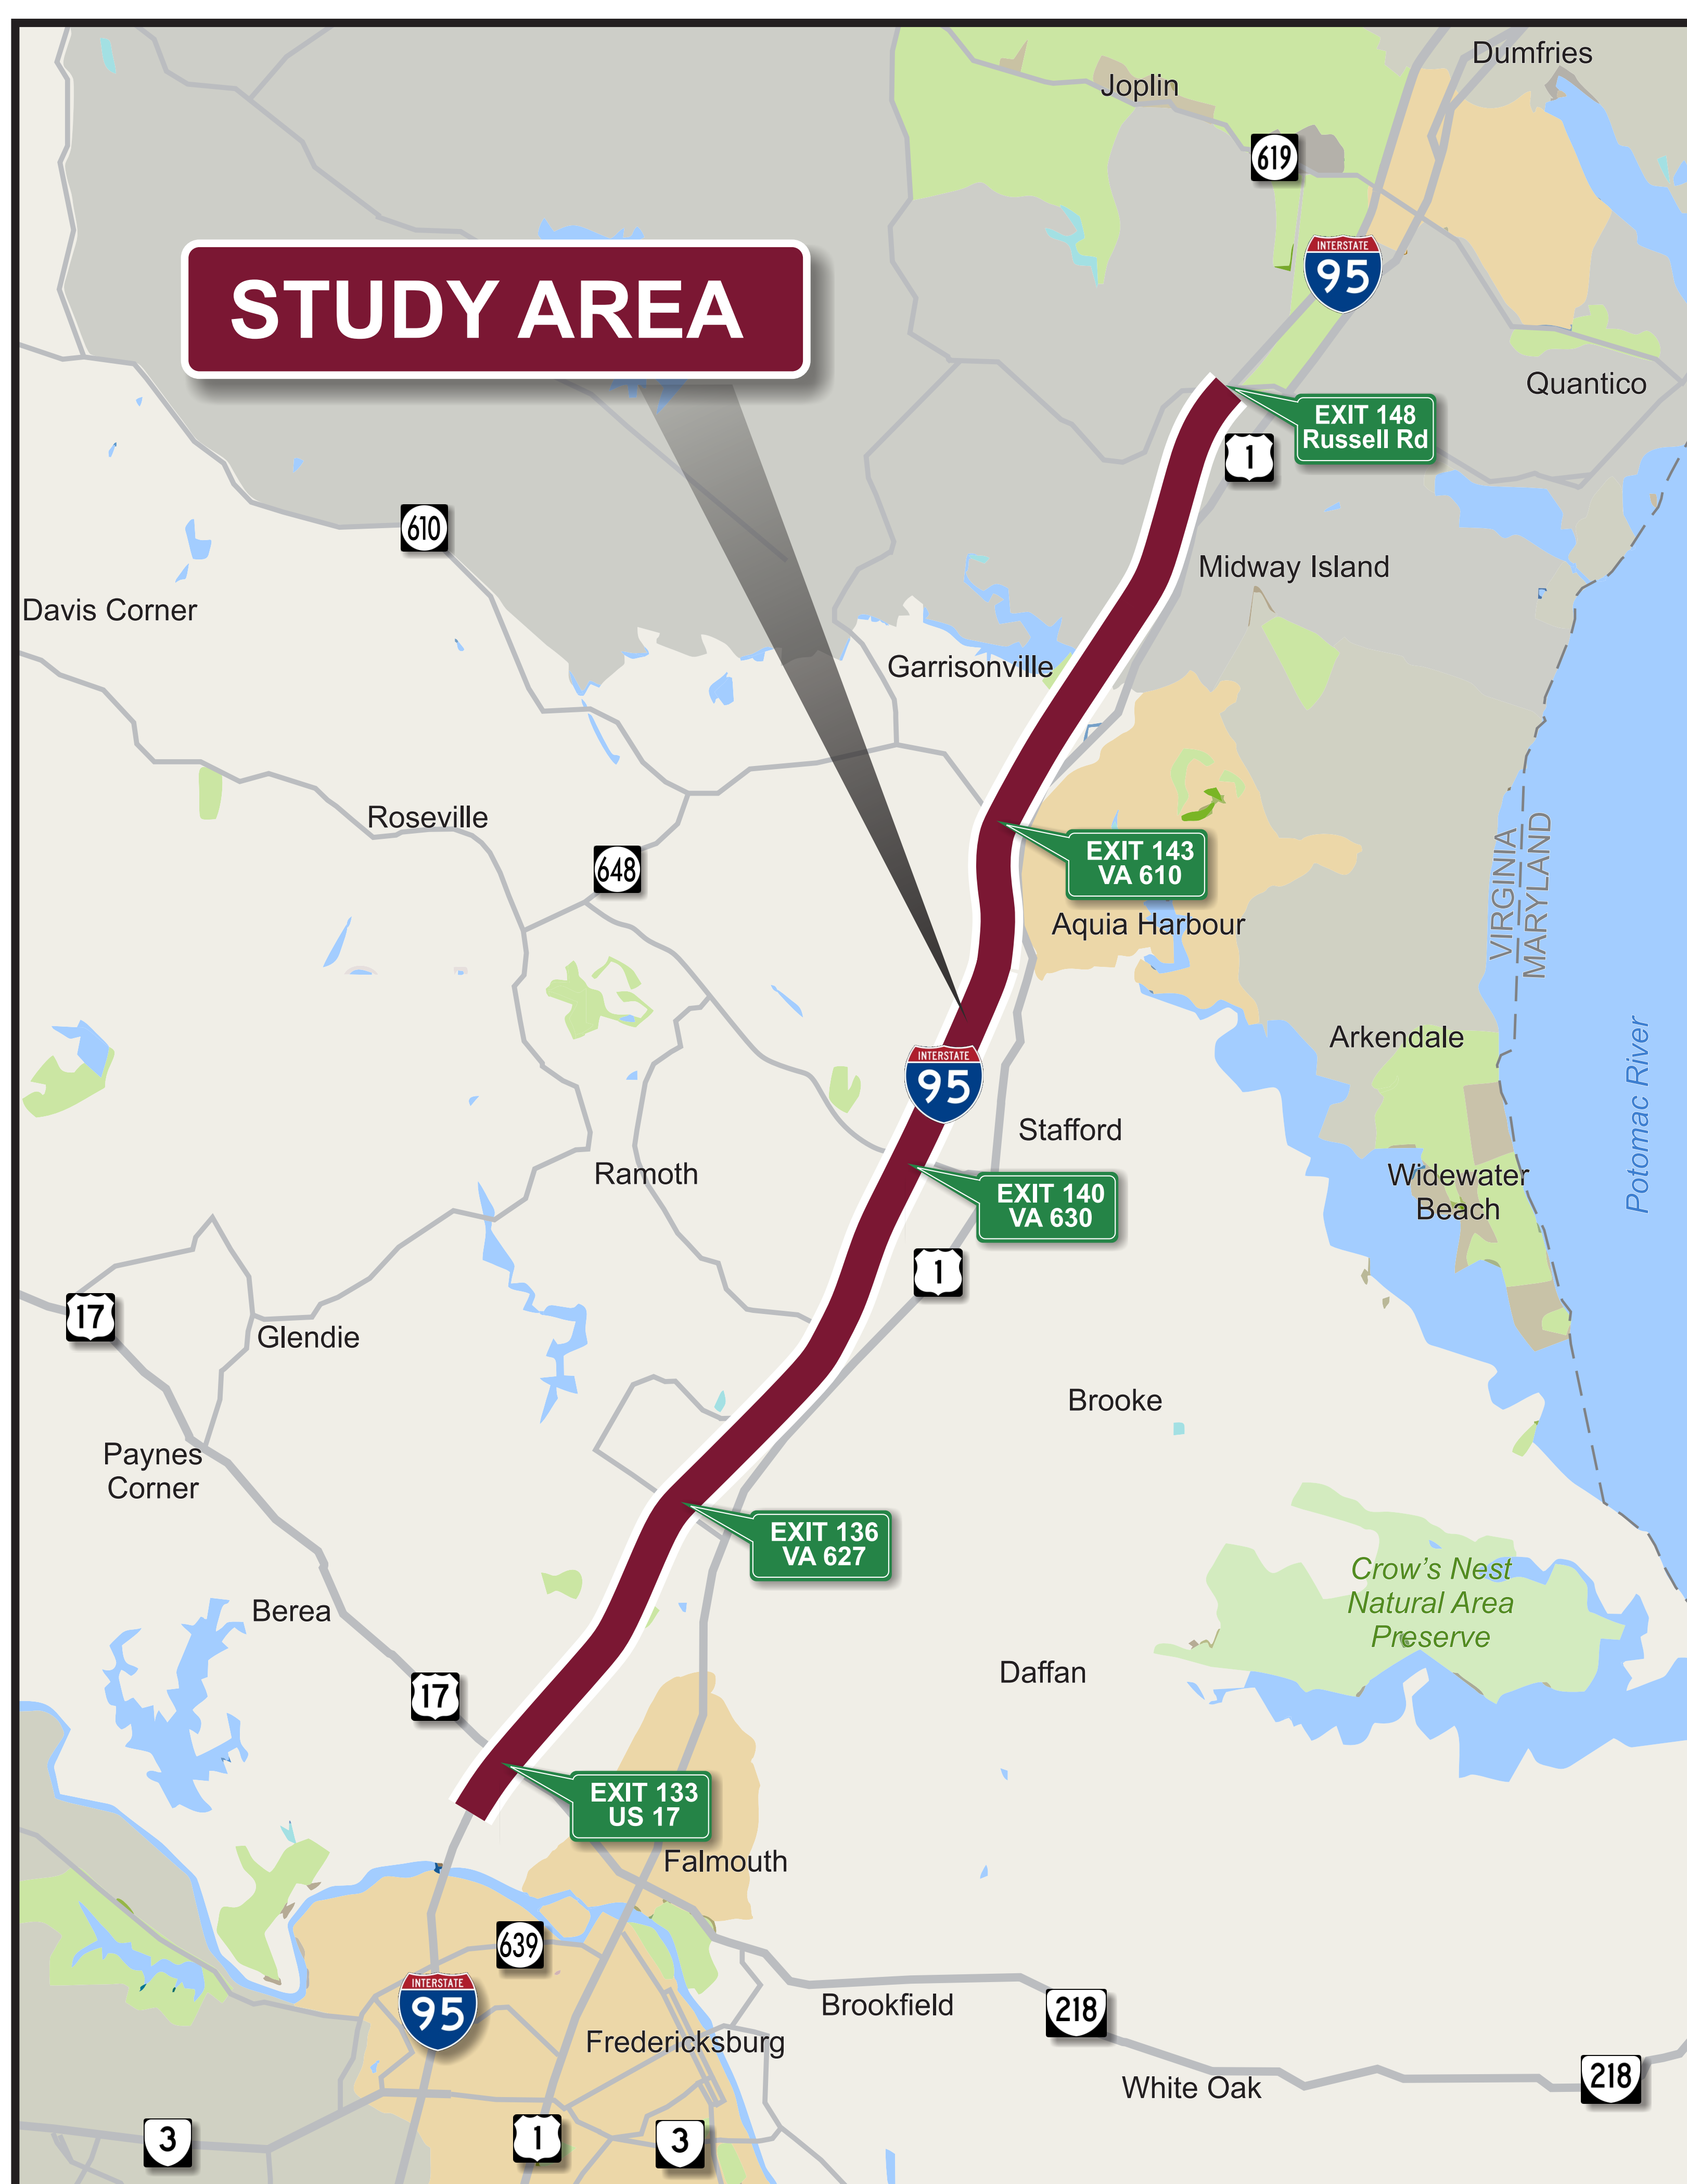 Dumfries
Joplin
619
INTERSTATE
95
STUDY AREA
Quantico
EXIT 148
Russell Rd
1
610
Midway Island
Davis Corner
Garrisonville
Roseville
648
EXIT 143
VA 610
Aquia Harbour
VIRGINIA
MARYLAND
Arkendale
Potomac River
INTERSTATE
95
Stafford
Ramoth
Widewater
Beach
EXIT 140
VA 630
1
17
Glendie
Brooke
Paynes
Corner
EXIT 136
VA 627
Crow's Nest
Natural Area
Preserve
Berea
Daffan
17
EXIT 133
US 17
Falmouth
639
INTERSTATE
95
Brookfield
218
Fredericksburg
White Oak
218
3
1
3